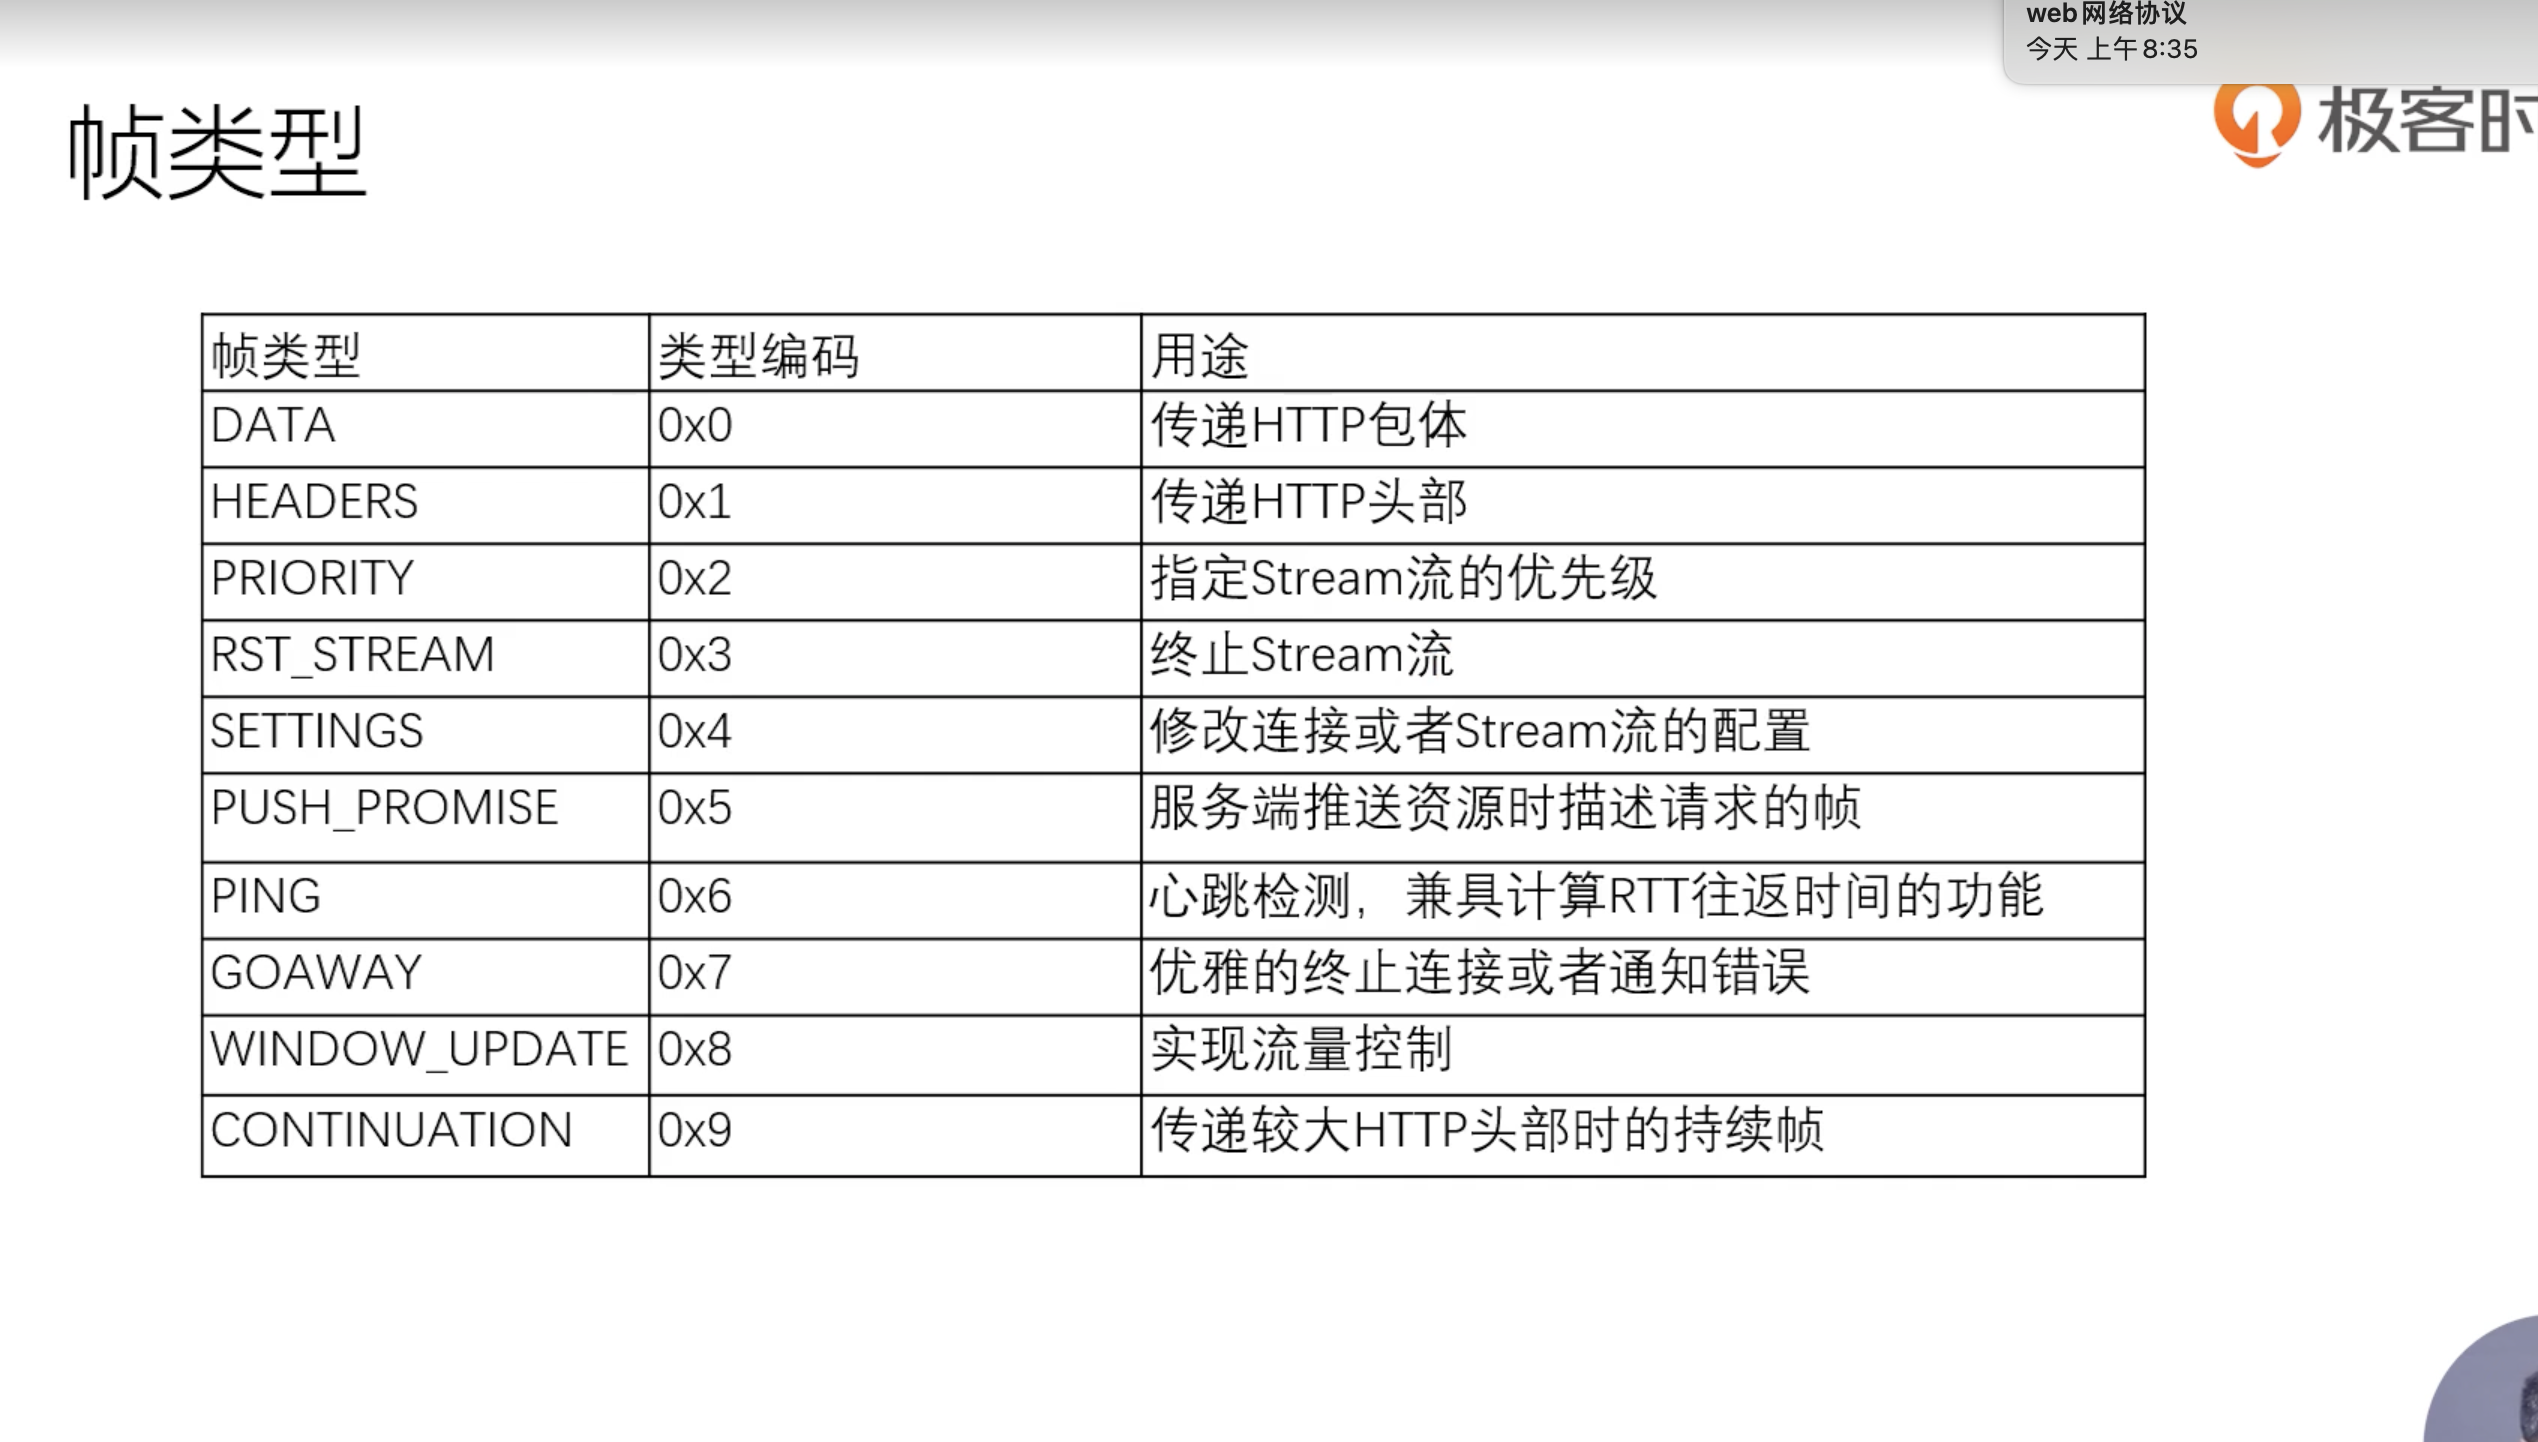 web网络协议
今天 上午8:35
极客时
帧类型
帧类型 类型编码 用途
DATA 0x0 传递HTTP包体
HEADERS 0x1 传递HTTP头部
PRIORITY 0x2 指定Stream流的优先级
RST_STREAM 0x3 终止Stream流
SETTINGS 0x4 修改连接或者Stream流的配置
PUSH_PROMISE 0x5 服务端推送资源时描述请求的帧
PING 0x6 心跳检测，兼具计算RTT往返时间的功能
GOAWAY 0x7 优雅的终止连接或者通知错误
WINDOW_UPDATE 0x8 实现流量控制
CONTINUATION 0x9 传递较大HTTP头部时的持续帧